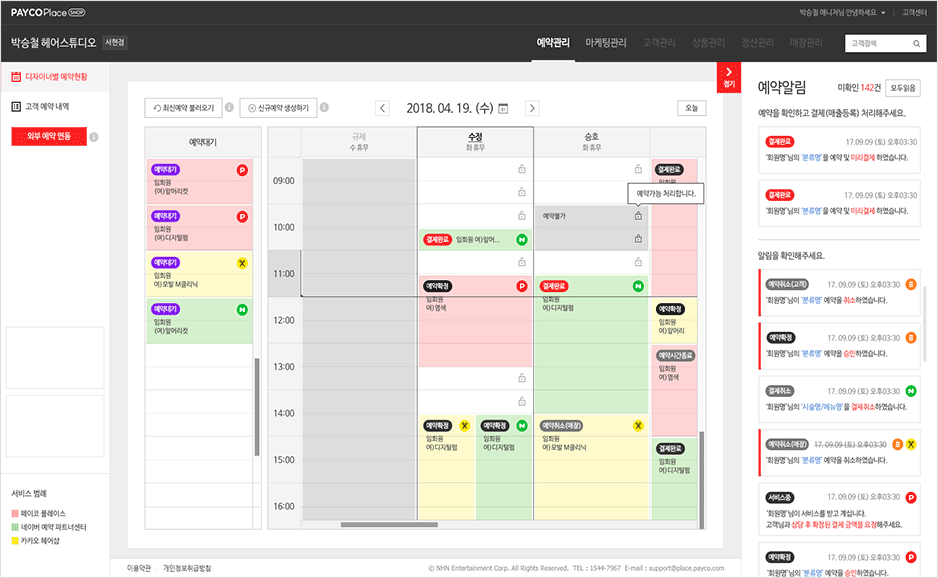 PAYCO Place SHOP
박승철 매니저님 안녕하세요
고객센터
박승철 헤어스튜디오 서현점
예약관리 마케팅관리 고객관리 상품관리 정산관리 매장관리
고객검색
디자이너별 예약현황
고객 예약 내역
외부 예약 연동
서비스 범례
페이코 플레이스
네이버 예약 파트너센터
카카오 헤어샵
최신예약 불러오기
신규예약 생성하기
2018. 04. 19. (수)
오늘
예약대기
예약대기
임회원
(여)앞머리컷
예약대기
임회원
(여)디지털펌
예약대기
임회원
(여)모발 M클리닉
예약대기
임회원
(여)앞머리컷
규제
수 휴무
수정
화 휴무
승호
화 휴무
09:00
10:00
11:00
12:00
13:00
14:00
15:00
16:00
결제완료
임회원 여)앞머...
예약확정
임회원
여)염색
예약확정
임회원
여)디지털펌
예약확정
임회원
여)디지털펌
예약가능 처리합니다.
예약불가
결제완료
임회원
여)디지털펌
예약취소(매장)
임회원
여)모발 M클리닉
결제완료
임회원
예약확정
임회원
여)앞머리
예약시간종료
임회원
여)염색
결제완료
임회원
여)디지털펌
접기
예약알림
미확인 142건
모두읽음
예약을 확인하고 결제 (매출등록) 처리해주세요.
결제완료 17.09.09 (토) 오후03:30
'회원명'님의 '분류명'을 예약 및 미리결제 하였습니다.
결제완료 17.09.09 (토) 오후03:30
'회원명'님의 '분류명'을 예약 및 미리결제 하였습니다.
알림을 확인해주세요.
예약취소(고객) 17. 09.09 (토) 오후03:30
'회원명'님이 '분류명' 예약을 취소하였습니다.
예약확정 17. 09.09 (토) 오후03:30
'회원명'님의 '분류명' 예약을 승인하였습니다.
결제취소 17. 09.09 (토) 오후03:30
'회원명'님의 '시술명/메뉴명'을 결제취소하였습니다.
예약취소(매장) 17. 09.09 (토) 오후03:30
'회원명'님의 '분류명' 예약을 취소하였습니다.
서비스중 17.09.09 (토) 오후03:30
'회원명'님이 서비스를 받고 계십니다.
고객님과 상담 후 확정된 결제 금액을 요청해주세요.
예약확정 17.09.09 (토) 오후03:30
'회원명'님의 '분류명' 예약을 승인하였습니다.
이용약관 개인정보취급방침
© NHN Entertainment Corp. All Rights Reserved. TEL : 1544-7967 E-mail : support@place.payco.com